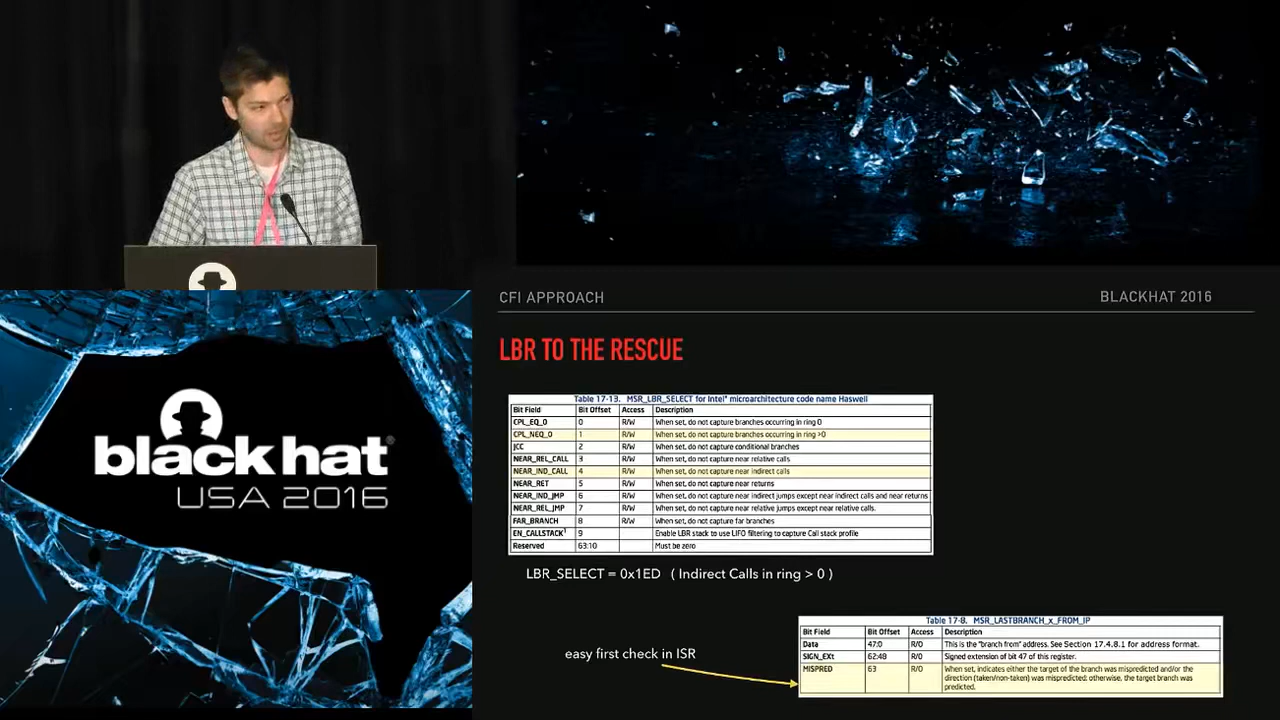 CFI APPROACH
BLACKHAT 2016
LBR TO THE RESCUE
Table 17-13. MSR_LBR_SELECT for Intel® microarchitecture code name Haswell
Bit Field Bit Offset Access Description
CPL_EQ_0 0 R/W When set, do not capture branches occurring in ring 0
CPL_NEQ_0 1 R/W When set, do not capture branches occurring in ring >0
JCC 2 R/W When set, do not capture conditional branches
NEAR_REL_CALL 3 R/W When set, do not capture near relative calls
NEAR_IND_CALL 4 R/W When set, do not capture near indirect calls
NEAR_RET 5 R/W When set, do not capture near returns
NEAR_IND_JMP 6 R/W When set, do not capture near indirect jumps except near indirect calls and near returns
NEAR_REL_JMP 7 R/W When set, do not capture near relative jumps except near relative calls.
FAR_BRANCH 8 R/W When set, do not capture far branches
EN_CALLSTACK¹ 9 Enable LBR stack to use LIFO filtering to capture Call stack profile
Reserved 63:10 Must be zero
LBR_SELECT = 0x1ED ( Indirect Calls in ring > 0 )
Table 17-8. MSR_LASTBRANCH_x_FROM_IP
Bit Field Bit Offset Access Description
Data 47:0 R/O This is the "branch from" address. See Section 17.4.8.1 for address format.
SIGN_EXt 62:48 R/O Signed extension of bit 47 of this register.
MISPRED 63 R/O When set, indicates either the target of the branch was mispredicted and/or the
direction (taken/non-taken) was mispredicted; otherwise, the target branch was
predicted.
easy first check in ISR
black hat®
USA 2016